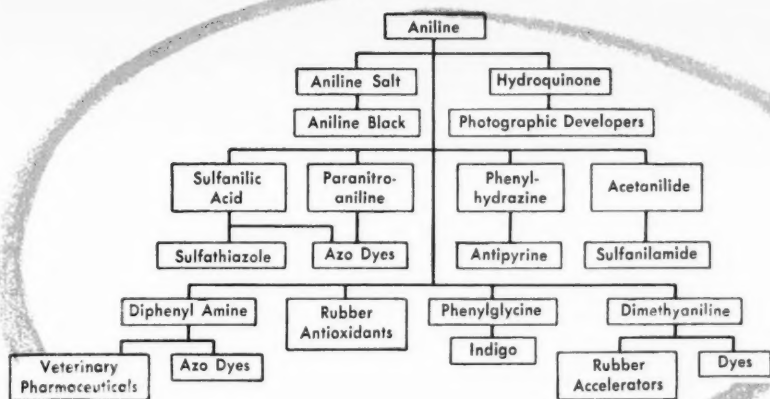 Aniline
Aniline Salt
Hydroquinone
Aniline Black
Photographic Developers
Sulfanilic
Acid
Paranitro-
aniline
Phenyl-
hydrazine
Acetanilide
Sulfathiazole
Azo Dyes
Antipyrine
Sulfanilamide
Diphenyl Amine
Rubber
Antioxidants
Phenylglycine
Dimethyaniline
Indigo
Veterinary
Pharmaceuticals
Azo Dyes
Rubber
Accelerators
Dyes